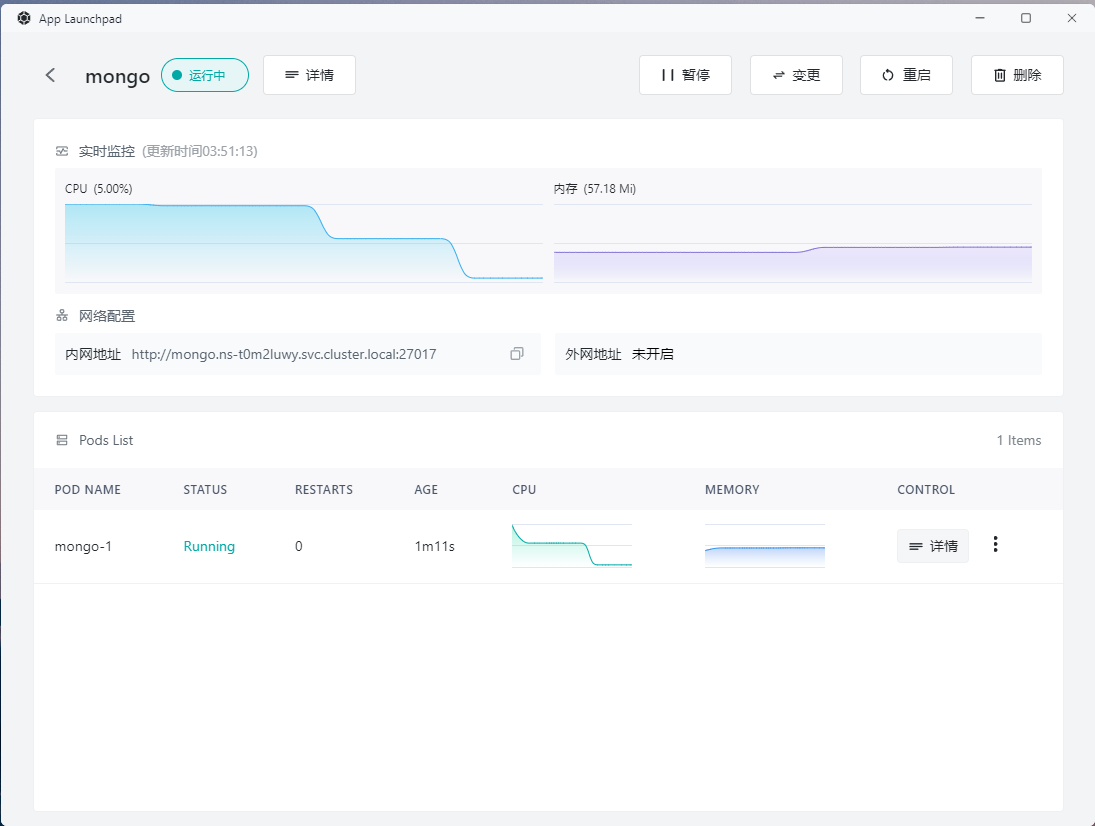 App Launchpad
mongo 运行中 详情 暂停 变更 重启 删除
实时监控 (更新时间03:51:13)
CPU (5.00%) 内存 (57.18 Mi)
网络配置
内网地址 http://mongo.ns-t0m2luwy.svc.cluster.local:27017 外网地址 未开启
Pods List 1 Items
POD NAME STATUS RESTARTS AGE CPU MEMORY CONTROL
mongo-1 Running 0 1m11s 详情